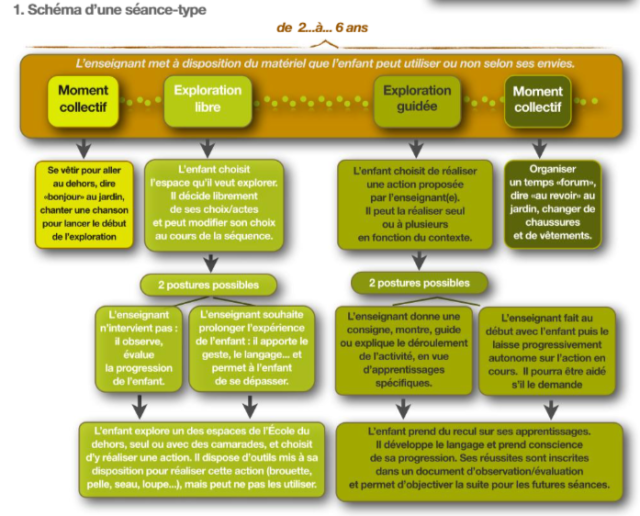 1. Schéma d'une séance-type
de 2...à... 6 ans
L'enseignant met à disposition du matériel que l'enfant peut utiliser ou non selon ses envies.
Moment
collectif
Exploration
libre
Exploration
guidée
Moment
collectif
Se vêtir pour aller
au dehors, dire
«bonjour» au jardin,
chanter une chanson
pour lancer le début
de l'exploration
L'enfant choisit
l'espace qu'il veut explorer.
Il décide librement
de ses choix/actes
et peut modifier son choix
au cours de la séquence.
L'enfant choisit de réaliser
une action proposée
par l'enseignant(e).
Il peut la réaliser seul
ou à plusieurs
en fonction du contexte.
Organiser
un temps «forum»,
dire «au revoir» au
jardin, changer de
chaussures
et de vêtements.
2 postures possibles
2 postures possibles
L'enseignant
n'intervient pas :
il observe,
évalue
la progression
de l'enfant.
L'enseignant souhaite
prolonger l'expérience
de l'enfant : il apporte le
geste, le langage... et
permet à l'enfant
de se dépasser.
L'enseignant donne une
consigne, montre, guide
ou explique le déroulement
de l'activité, en vue
d'apprentissages
spécifiques.
L'enseignant fait au
début avec l'enfant puis le
laisse progressivement
autonome sur l'action en
cours. Il pourra être aidé
s'il le demande
L'enfant explore un des espaces de l'École du
dehors, seul ou avec des camarades, et choisit
d'y réaliser une action. Il dispose d'outils mis à sa
disposition pour réaliser cette action (brouette,
pelle, seau, loupe...), mais peut ne pas les utiliser.
L'enfant prend du recul sur ses apprentissages.
Il développe le langage et prend conscience
de sa progression. Ses réussites sont inscrites
dans un document d'observation/évaluation
et permet d'objectiver la suite pour les futures séances.